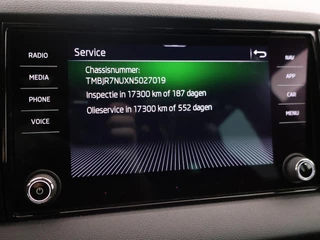 Service
RADIO
MEDIA
PHONE
VOICE
Chassisnummer:
TMBJR7NUXN5027019
Inspectie in 17300 km of 187 dagen
Olieservice in 17300 km of 552 dagen
NAV
APP
CAR
MENU